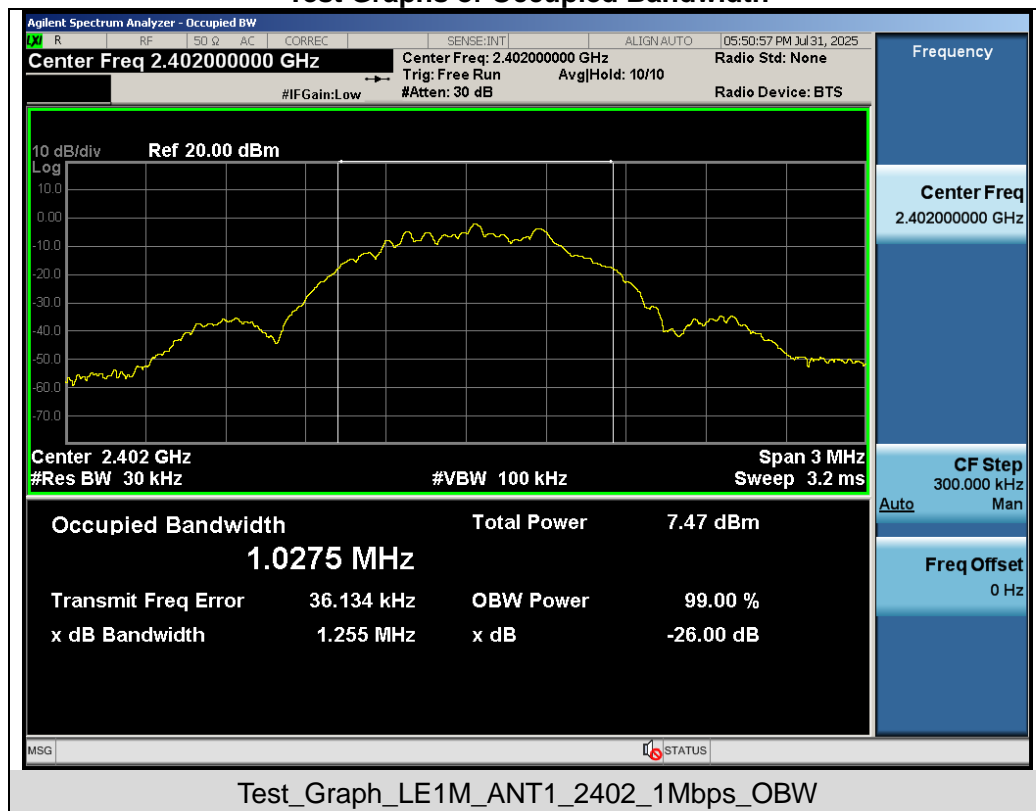 Test Graphs of Occupied Bandwidth
Agilent Spectrum Analyzer - Occupied BW
LXI R RF 50 Ω AC CORREC SENSE:INT ALIGN AUTO 05:50:57 PM Jul 31, 2025
Center Freq 2.402000000 GHz Center Freq: 2.402000000 GHz Radio Std: None
Trig: Free Run Avg|Hold: 10/10
#IFGain:Low #Atten: 30 dB Radio Device: BTS
Frequency
10 dB/div Ref 20.00 dBm
Log
10.0
0.00
-10.0
-20.0
-30.0
-40.0
-50.0
-60.0
-70.0
Center 2.402 GHz Span 3 MHz
#Res BW 30 kHz #VBW 100 kHz Sweep 3.2 ms
Center Freq
2.402000000 GHz
CF Step
300.000 kHz
Auto Man
Freq Offset
0 Hz
Occupied Bandwidth Total Power 7.47 dBm
1.0275 MHz
Transmit Freq Error 36.134 kHz OBW Power 99.00 %
x dB Bandwidth 1.255 MHz x dB -26.00 dB
MSG STATUS
Test_Graph_LE1M_ANT1_2402_1Mbps_OBW